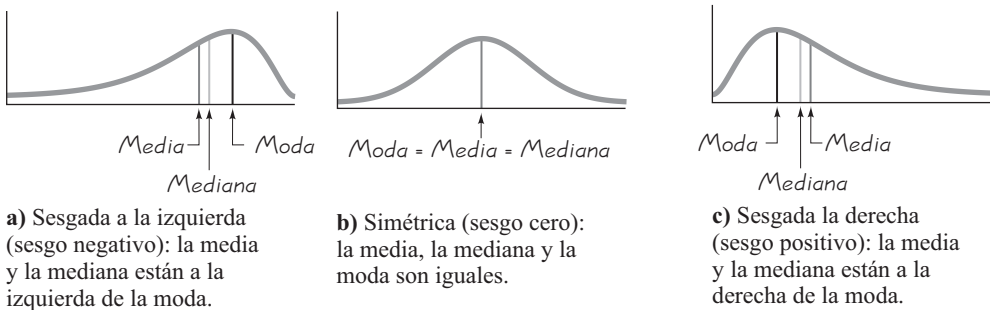 Media
Moda
Mediana
a) Sesgada a la izquierda
(sesgo negativo): la media
y la mediana están a la
izquierda de la moda.
Moda = Media = Mediana
b) Simétrica (sesgo cero):
la media, la mediana y la
moda son iguales.
Moda
Media
Mediana
c) Sesgada la derecha
(sesgo positivo): la media
y la mediana están a la
derecha de la moda.